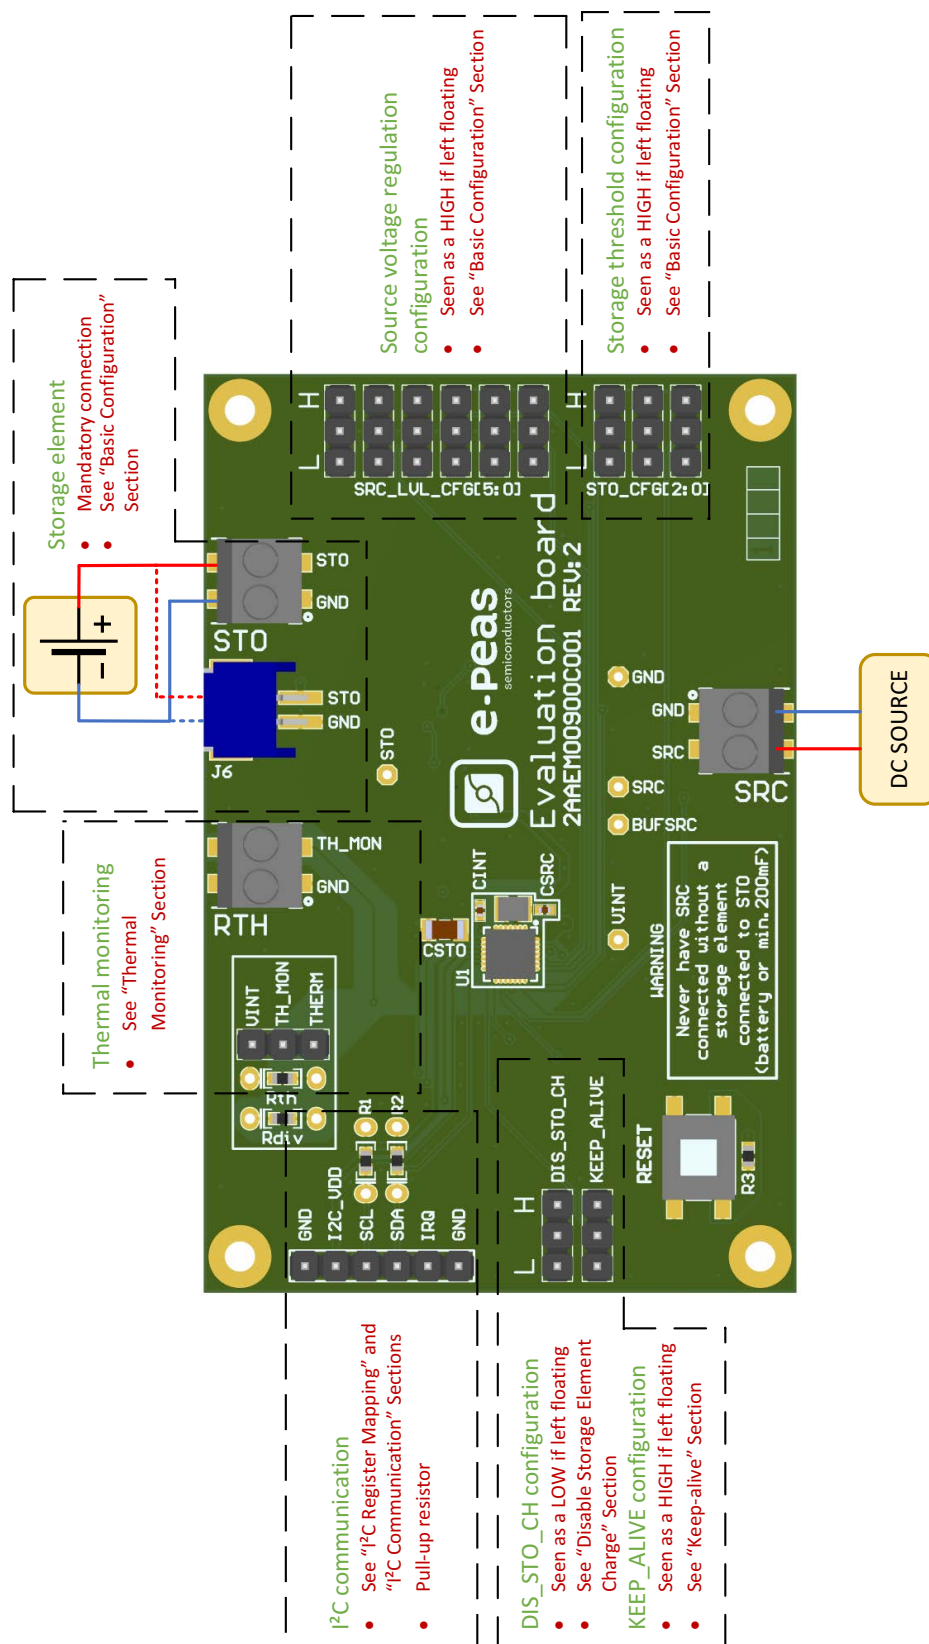 I²C communication
• See "I²C Register Mapping" and
"I²C Communication" Sections
• Pull-up resistor
DIS_STO_CH configuration
• Seen as a LOW if left floating
• See "Disable Storage Element
Charge" Section
KEEP_ALIVE configuration
• Seen as a HIGH if left floating
• See "Keep-alive" Section
Thermal monitoring
• See "Thermal
Monitoring" Section
Storage element
• Mandatory connection
• See "Basic Configuration"
Section
Source voltage regulation
configuration
• Seen as a HIGH if left floating
• See "Basic Configuration" Section
Storage threshold configuration
• Seen as a HIGH if left floating
• See "Basic Configuration" Section
- +
GND
I2C_VDD
SCL
SDA
IRQ
GND
R1
R2
Rdiv
Rth
VINT
TH_MON
THERM
RTH
GND
TH_MON
J6
GND
STO
STO
GND
STO
STO
L H
SRC_LVL_CFG[5:0]
L H
STO_CFG[2:0]
L H
DIS_STO_CH
KEEP_ALIVE
CSTO
U1
CINT
CSRC
e-peas
semiconductors
Evaluation board
2AAEM00900C001 REV:2
VINT
BUFSRC
SRC
GND
RESET
R3
WARNING
Never have SRC
connected without a
storage element
connected to STO
(battery or min.200mF)
SRC
GND
SRC
1
DC SOURCE